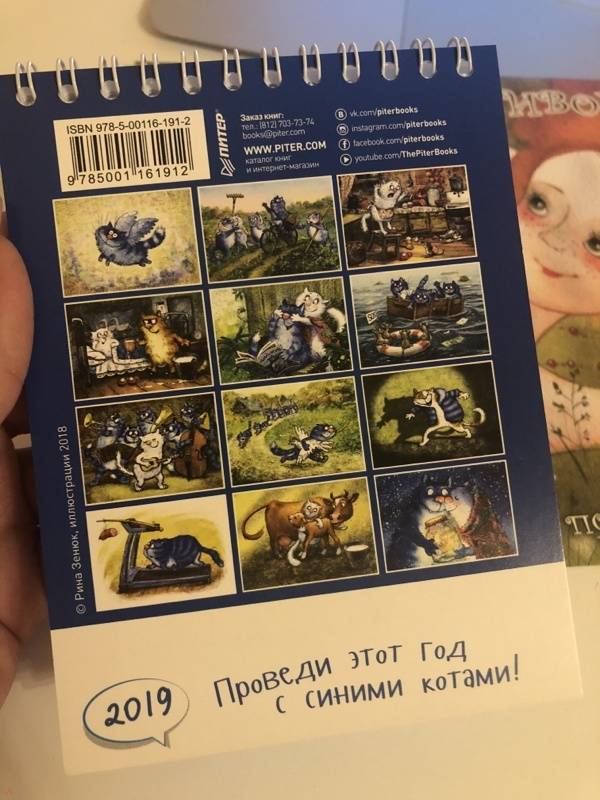 ISBN 978-5-00116-191-2
9 785001 161912
ПИТЕР®
Заказ книг:
тел.: (812) 703-73-74
books@piter.com
WWW.PITER.COM
каталог книг
и интернет-магазин
vk.com/piterbooks
instagram.com/piterbooks
facebook.com/piterbooks
youtube.com/ThePiterBooks
© Рина Зенюк, иллюстрации 2018
SOS
2019
Проведи этот год
с синими котами!